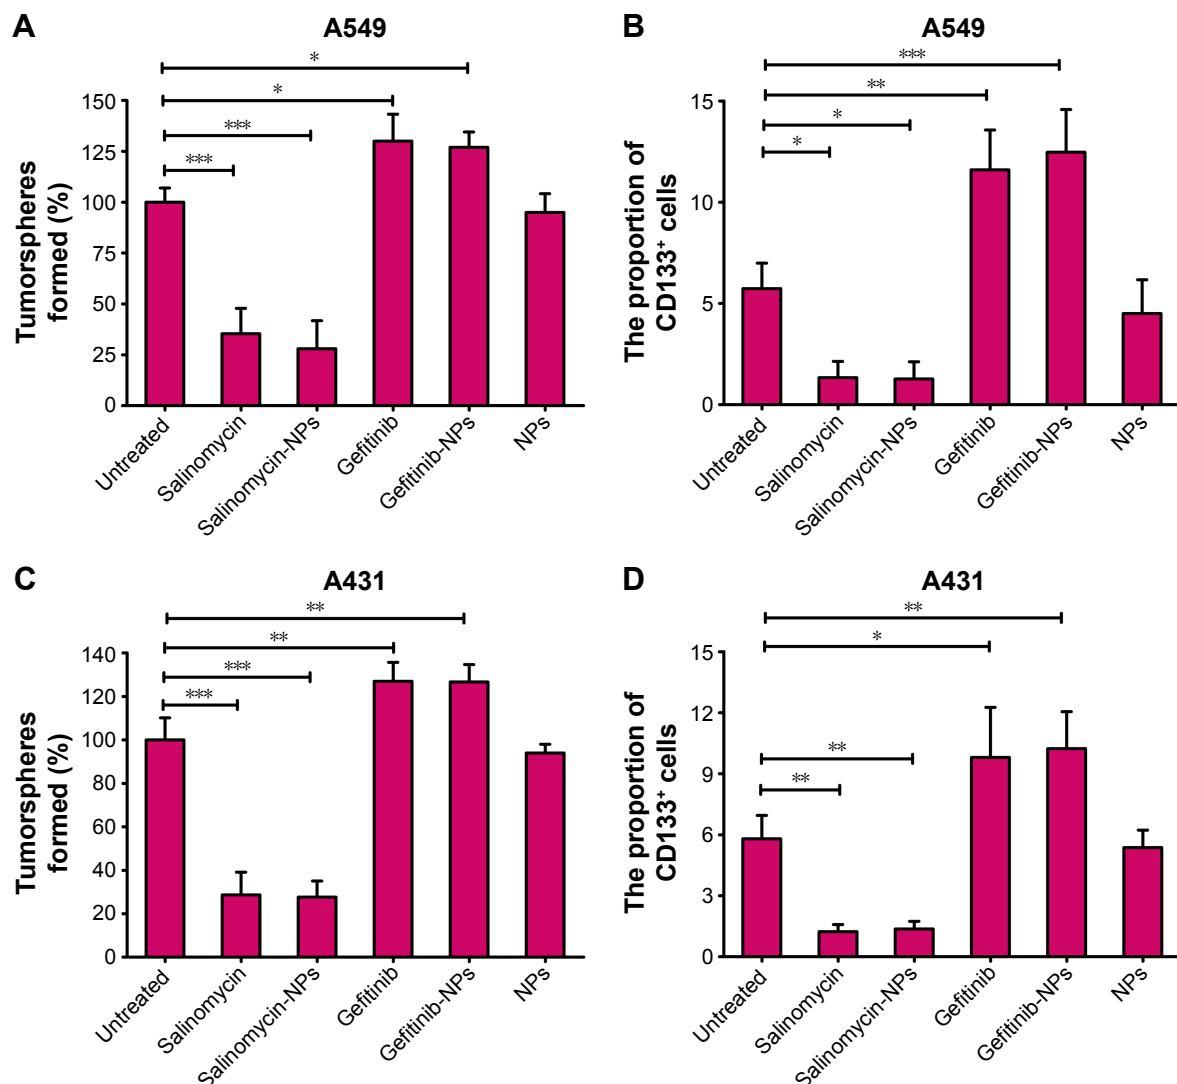 A
A549
*
*
***
***
Tumorspheres
formed (%)
150
125
100
75
50
25
0
Untreated
Salinomycin
Salinomycin-NPs
Gefitinib
Gefitinib-NPs
NPs
B
A549
***
**
*
*
The proportion of
CD133⁺ cells
15
10
5
0
Untreated
Salinomycin
Salinomycin-NPs
Gefitinib
Gefitinib-NPs
NPs
C
A431
**
**
***
***
Tumorspheres
formed (%)
140
120
100
80
60
40
20
0
Untreated
Salinomycin
Salinomycin-NPs
Gefitinib
Gefitinib-NPs
NPs
D
A431
**
*
**
**
The proportion of
CD133⁺ cells
15
12
9
6
3
0
Untreated
Salinomycin
Salinomycin-NPs
Gefitinib
Gefitinib-NPs
NPs